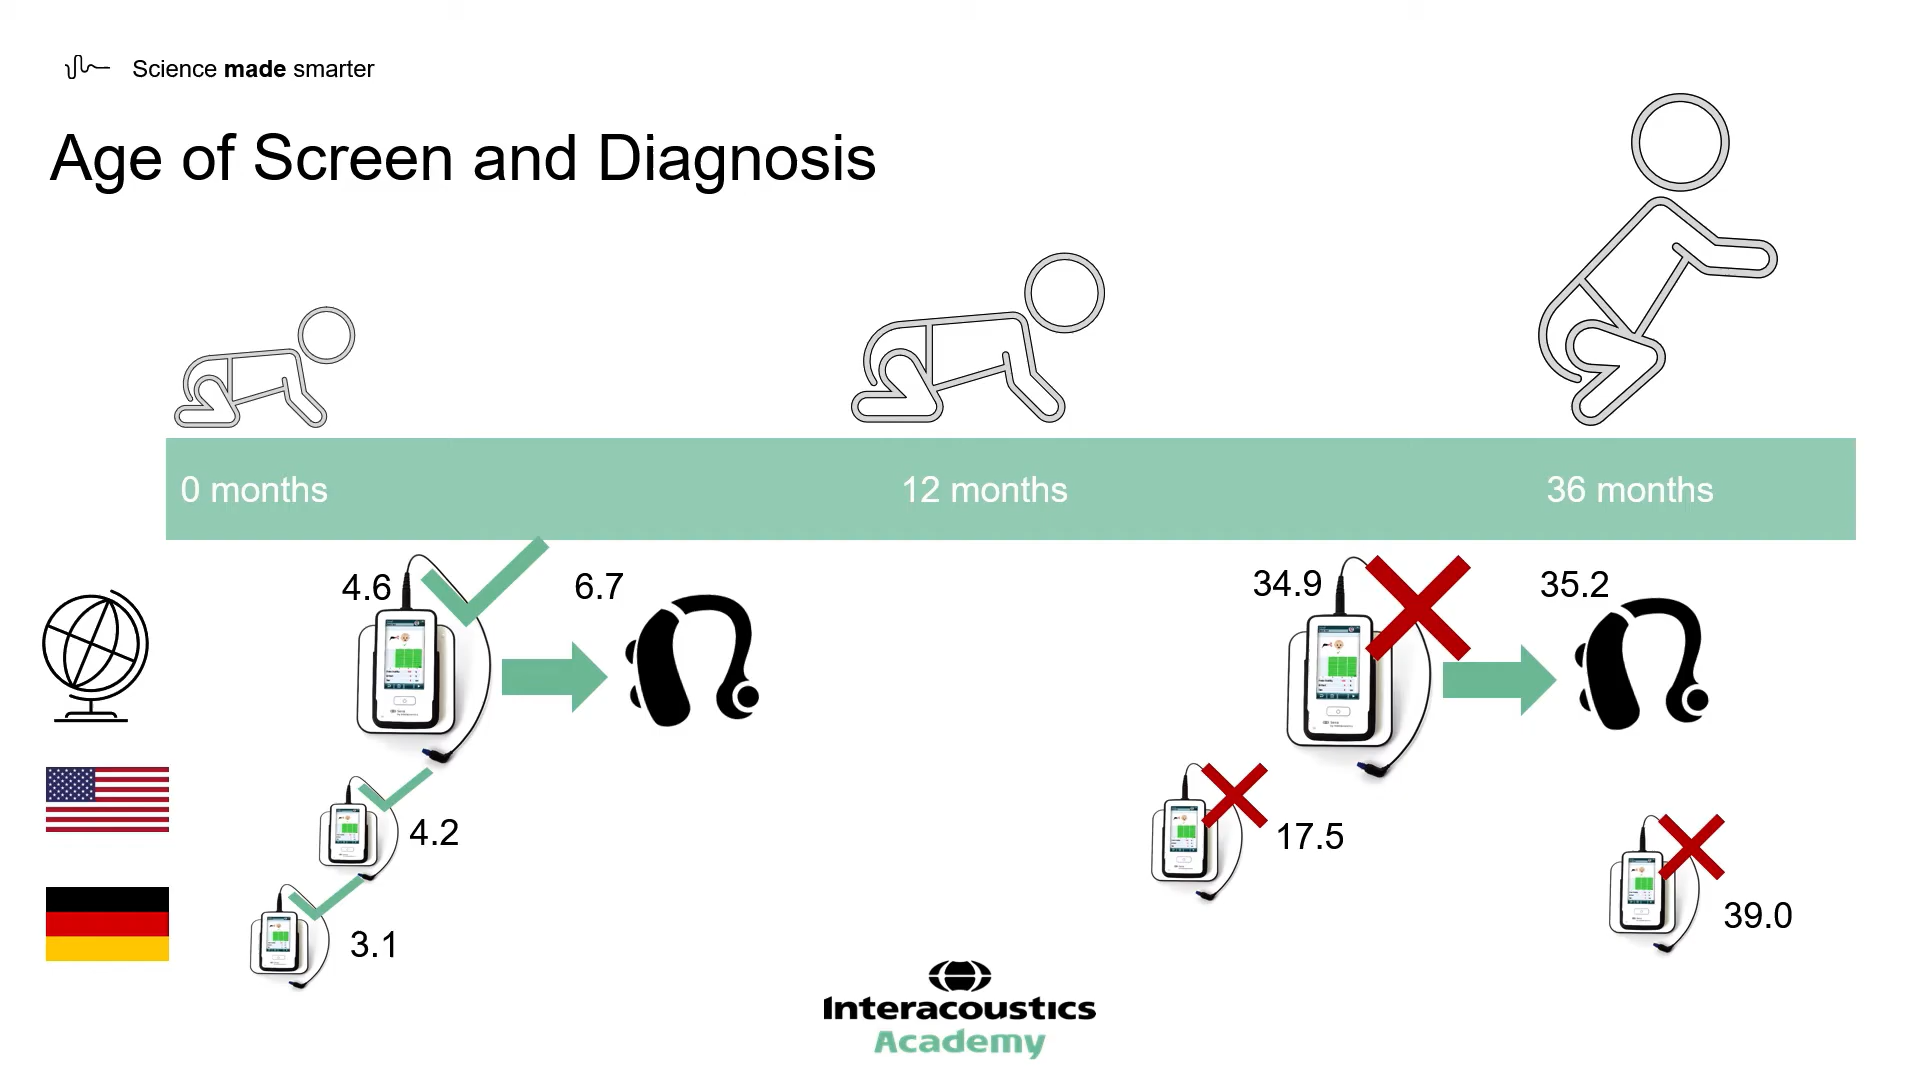 Science made smarter
Age of Screen and Diagnosis
0 months
12 months
36 months
4.6
6.7
34.9
35.2
4.2
17.5
3.1
39.0
Interacoustics
Academy